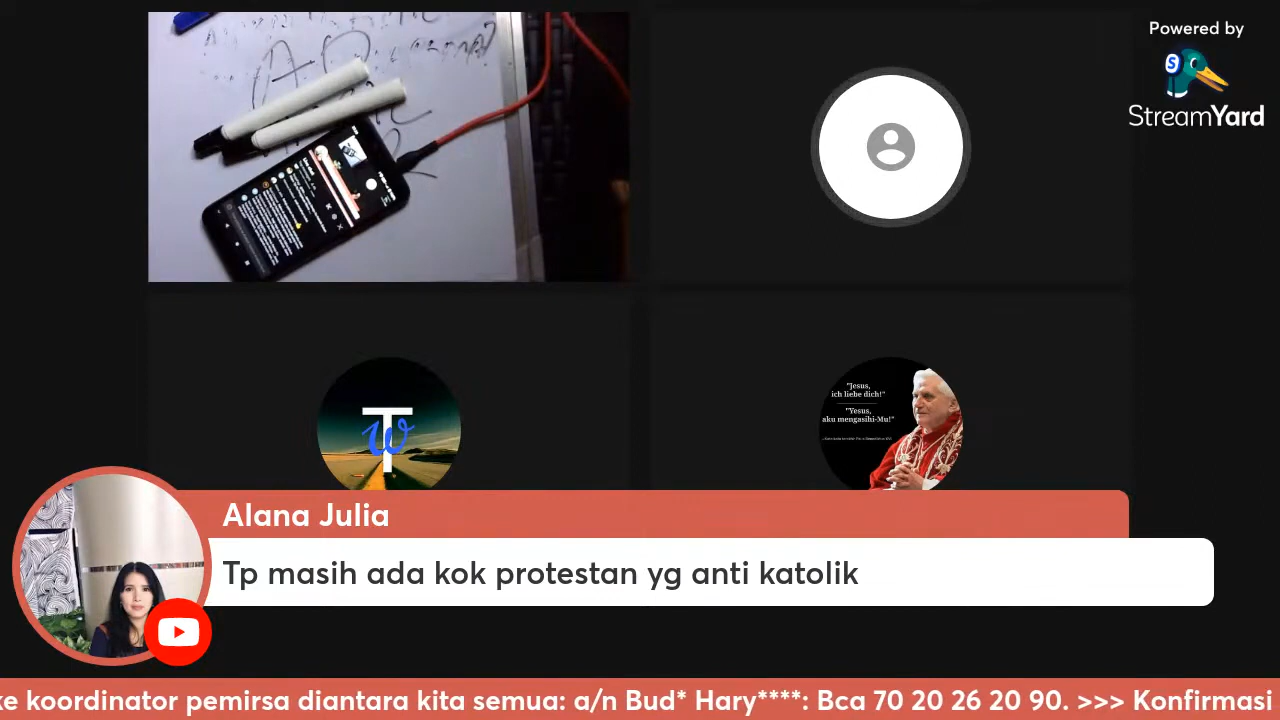 Powered by
StreamYard
"Jesus,
ich liebe dich!"
"Yesus,
aku mengasihi-Mu!"
T
w
Alana Julia
Tp masih ada kok protestan yg anti katolik
ke koordinator pemirsa diantara kita semua: a/n Bud* Hary****: Bca 70 20 26 20 90. >>> Konfirmasi